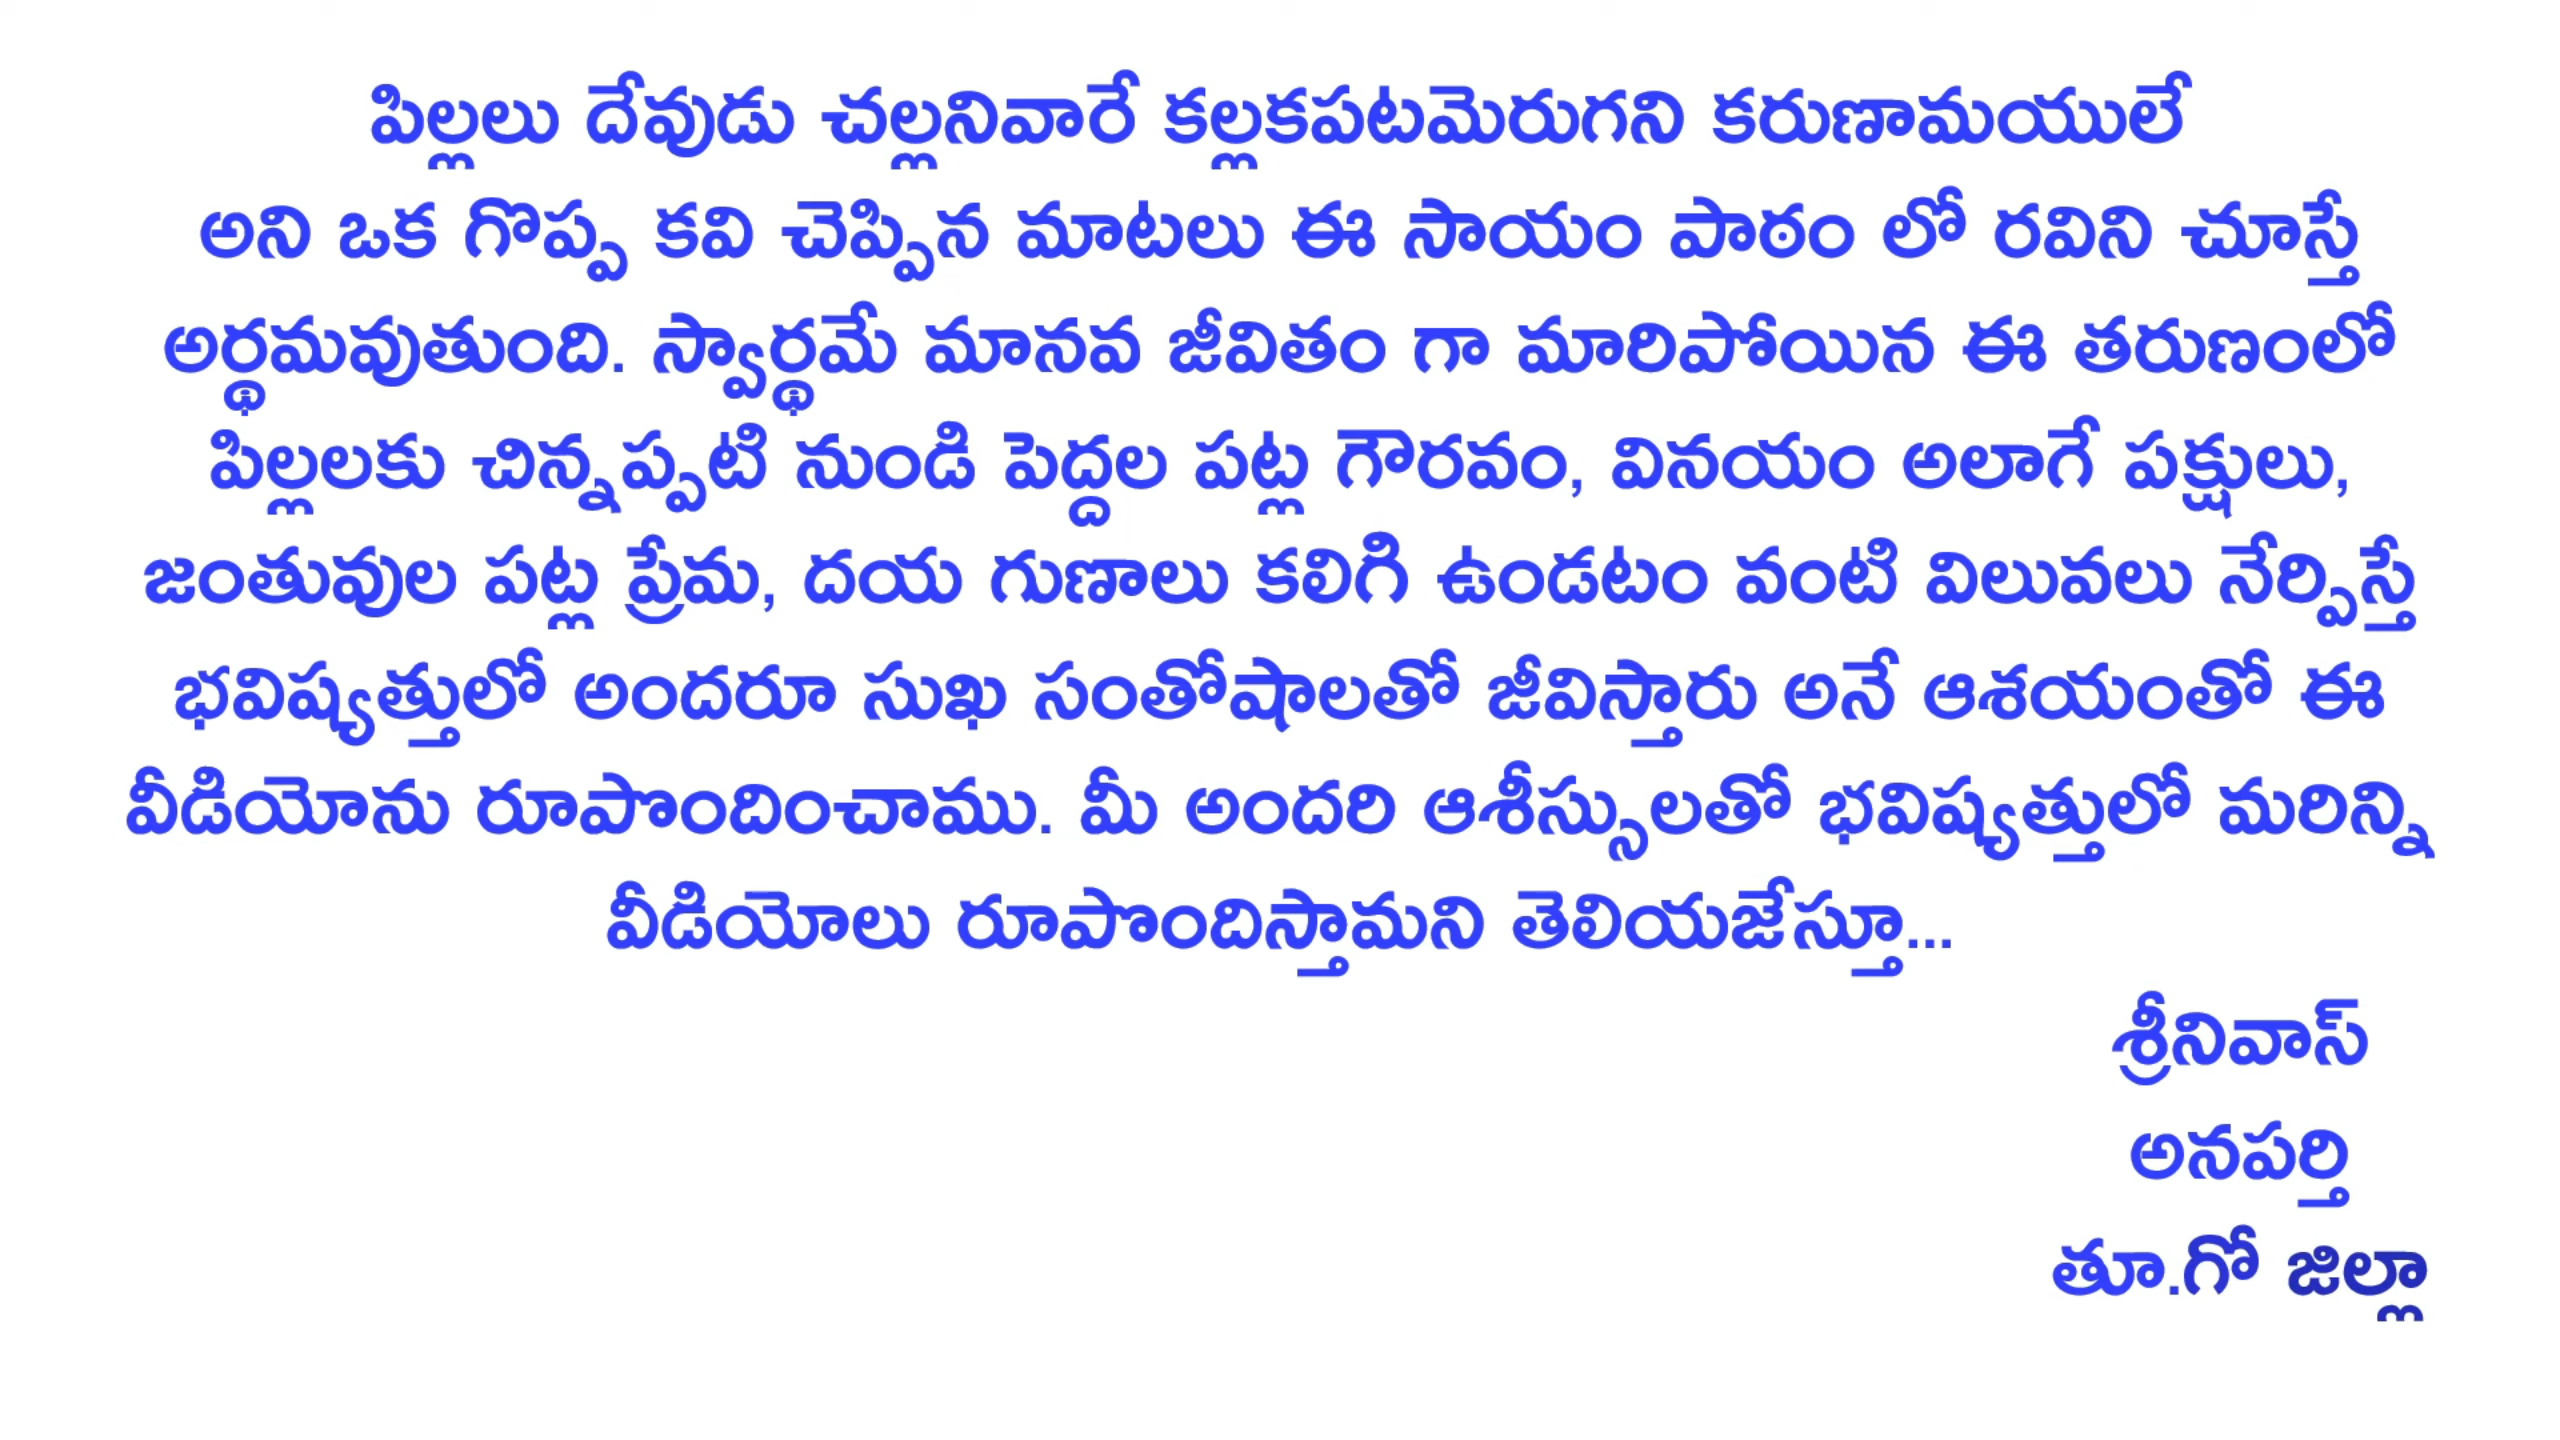 పిల్లలు దేవుడు చల్లనివారే కల్లకపటమెరుగని కరుణామయులే
అని ఒక గొప్ప కవి చెప్పిన మాటలు ఈ సాయం పాఠం లో రవిని చూస్తే
అర్థమవుతుంది. స్వార్థమే మానవ జీవితం గా మారిపోయిన ఈ తరుణంలో
పిల్లలకు చిన్నప్పటి నుండి పెద్దల పట్ల గౌరవం, వినయం అలాగే పక్షులు,
జంతువుల పట్ల ప్రేమ, దయ గుణాలు కలిగి ఉండటం వంటి విలువలు నేర్పిస్తే
భవిష్యత్తులో అందరూ సుఖ సంతోషాలతో జీవిస్తారు అనే ఆశయంతో ఈ
వీడియోను రూపొందించాము. మీ అందరి ఆశీస్సులతో భవిష్యత్తులో మరిన్ని
వీడియోలు రూపొందిస్తామని తెలియజేస్తూ...
శ్రీనివాస్
అనపర్తి
తూ.గో జిల్లా